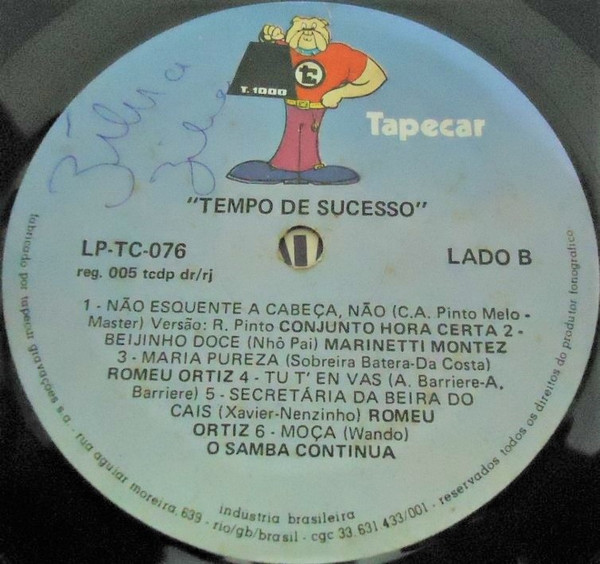 Zilma
T. 1000
tc
Tapecar
"TEMPO DE SUCESSO"
LP-TC-076
reg. 005 tcdp dr/rj
LADO B
1 - NÃO ESQUENTE A CABEÇA, NÃO (C.A. Pinto Melo -
Master) Versão: R. Pinto CONJUNTO HORA CERTA 2 -
BEIJINHO DOCE (Nhô Pai) MARINETTI MONTEZ
3 - MARIA PUREZA (Sobreira Batera-Da Costa)
ROMEU ORTIZ 4 - TU T' EN VAS (A. Barriere-A.
Barriere) 5 - SECRETÁRIA DA BEIRA DO
CAIS (Xavier-Nenzinho) ROMEU
ORTIZ 6 - MOÇA (Wando)
O SAMBA CONTINUA
industria brasileira
fabricado por tapecar gravações s.a. - rua aguiar moreira, 639 - rio/gb/brasil - cgc 33.631.433/001 - reservados todos os direitos do produtor fonografico